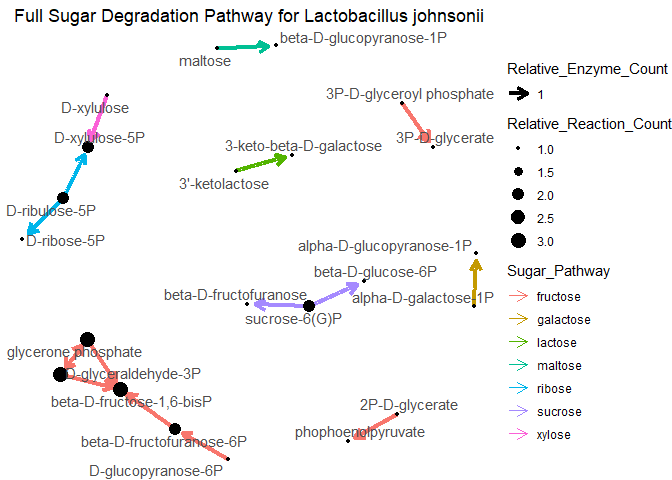 Full Sugar Degradation Pathway for Lactobacillus johnsonii
beta-D-glucopyranose-1P
maltose
D-xylulose
3P-D-glyceroyl phosphate
D-xylulose-5P
3-keto-beta-D-galactose
3P-D-glycerate
3'-ketolactose
D-ribulose-5P
D-ribose-5P
alpha-D-glucopyranose-1P
beta-D-glucose-6P
beta-D-fructofuranose
alpha-D-galactose-1P
sucrose-6(G)P
glycerone phosphate
D-glyceraldehyde-3P
beta-D-fructose-1,6-bisP
2P-D-glycerate
phophoenolpyruvate
beta-D-fructofuranose-6P
D-glucopyranose-6P
Relative_Enzyme_Count
1
Relative_Reaction_Count
1.0
1.5
2.0
2.5
3.0
Sugar_Pathway
fructose
galactose
lactose
maltose
ribose
sucrose
xylose